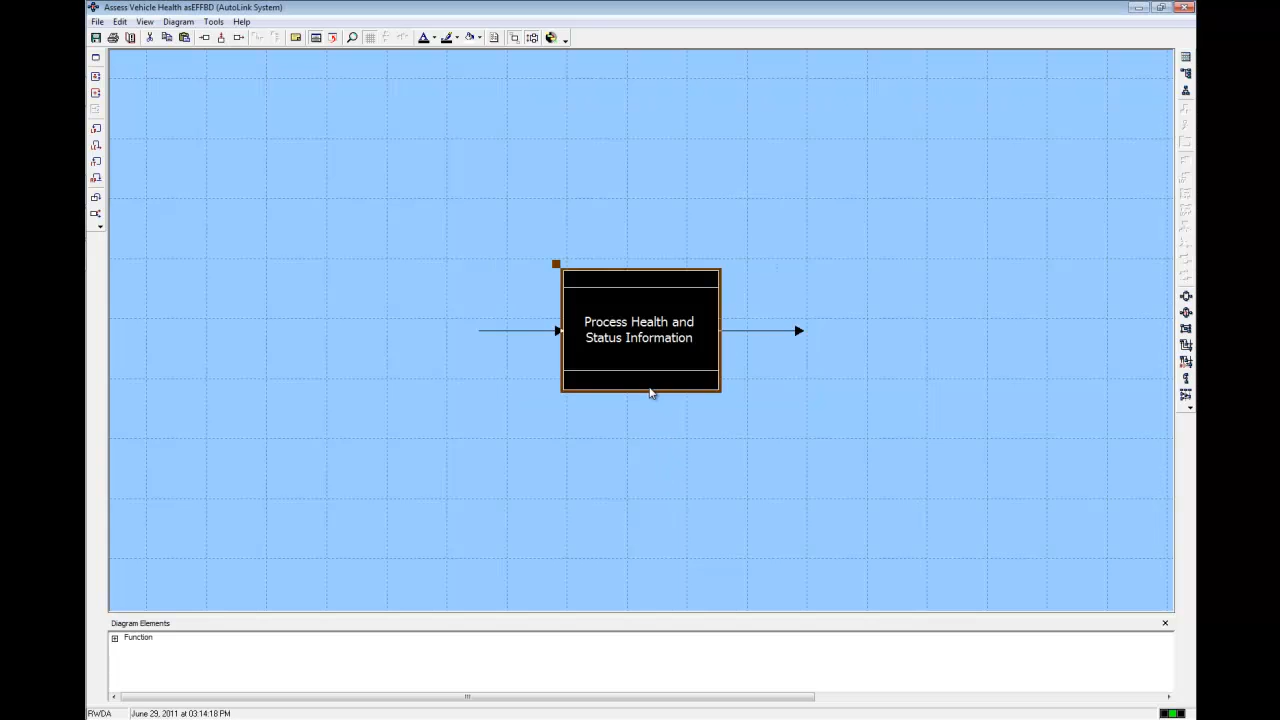 Assess Vehicle Health asEFFBD (AutoLink System)
File Edit View Diagram Tools Help
Process Health and
Status Information
Diagram Elements
Function
RWDA June 29, 2011 at 03:14:18 PM